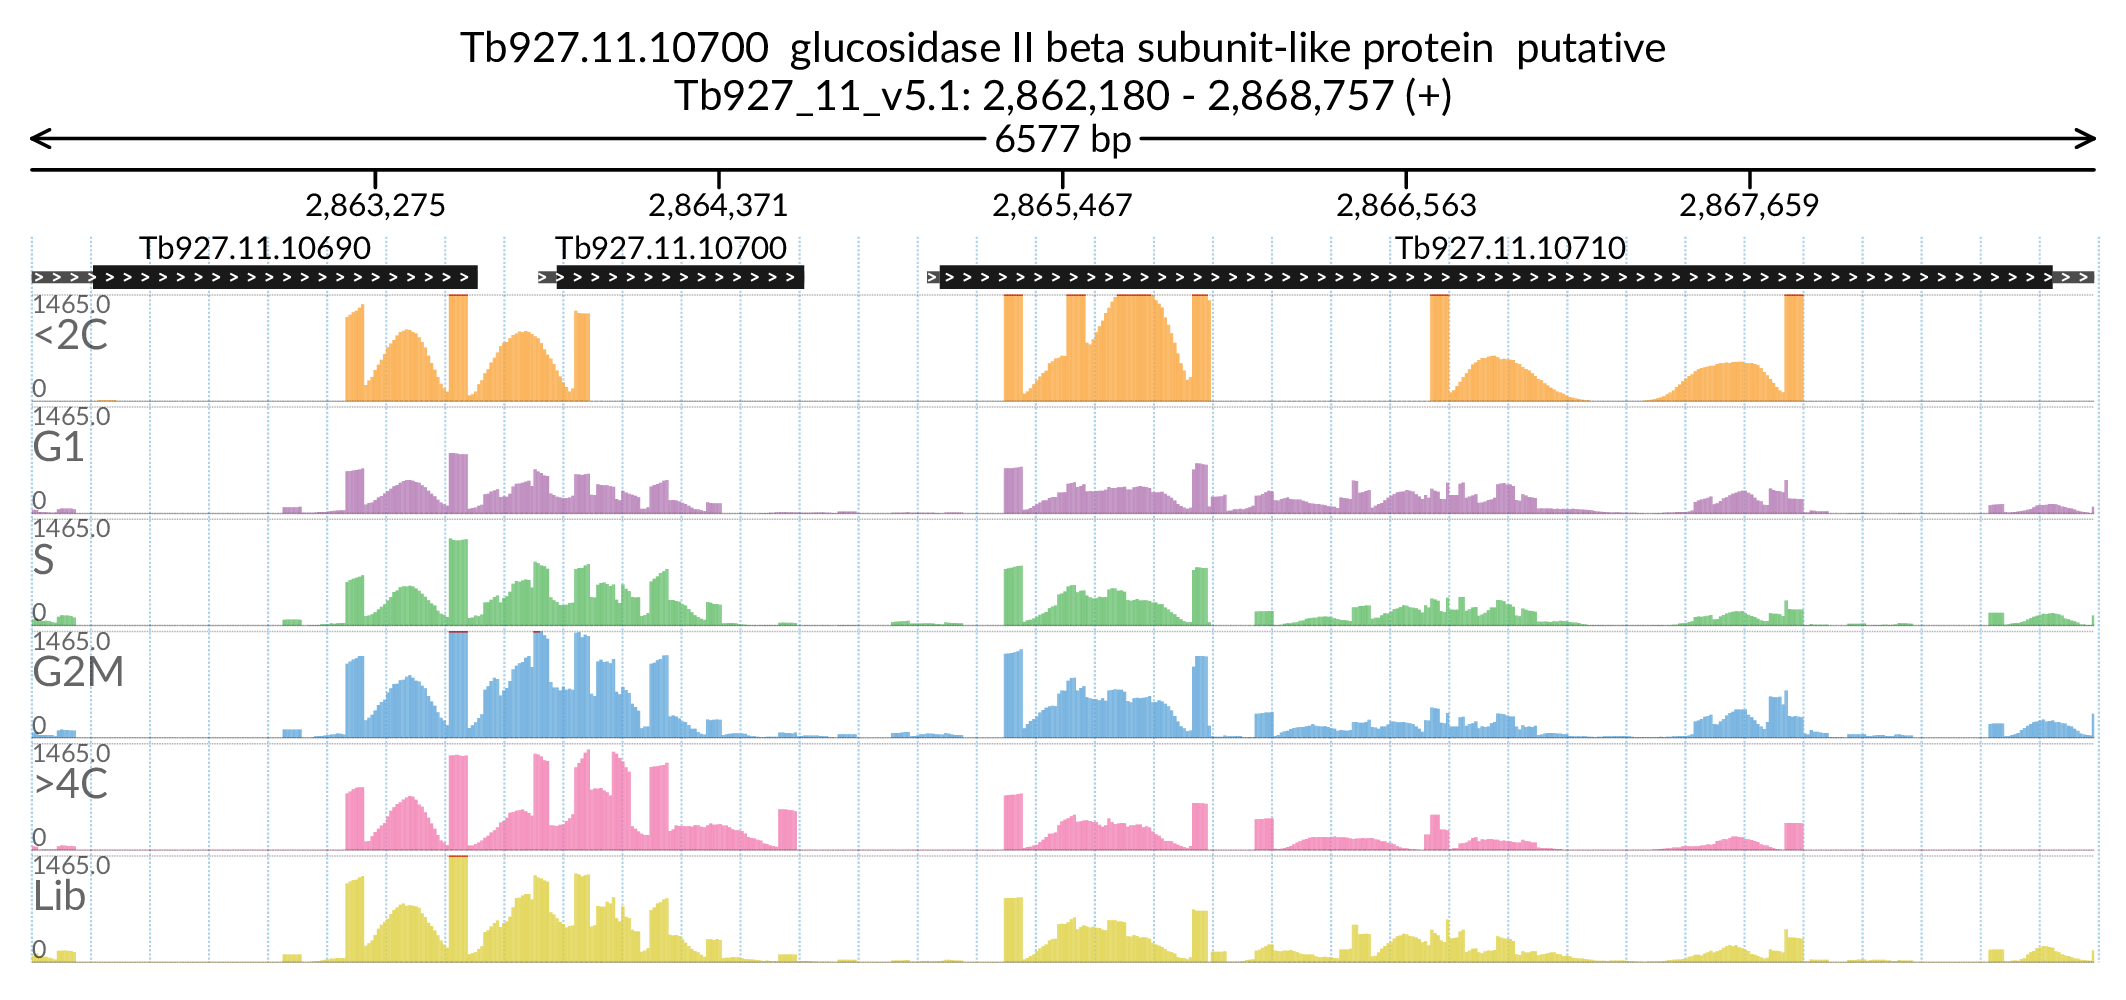 Tb927.11.10700  glucosidase II beta subunit-like protein  putative
Tb927_11_v5.1: 2,862,180 - 2,868,757 (+)
6577 bp
2,863,275 2,864,371 2,865,467 2,866,563 2,867,659
Tb927.11.10690 Tb927.11.10700 Tb927.11.10710
1465.0
<2C
0
1465.0
G1
0
1465.0
S
0
1465.0
G2M
0
1465.0
>4C
0
1465.0
Lib
0